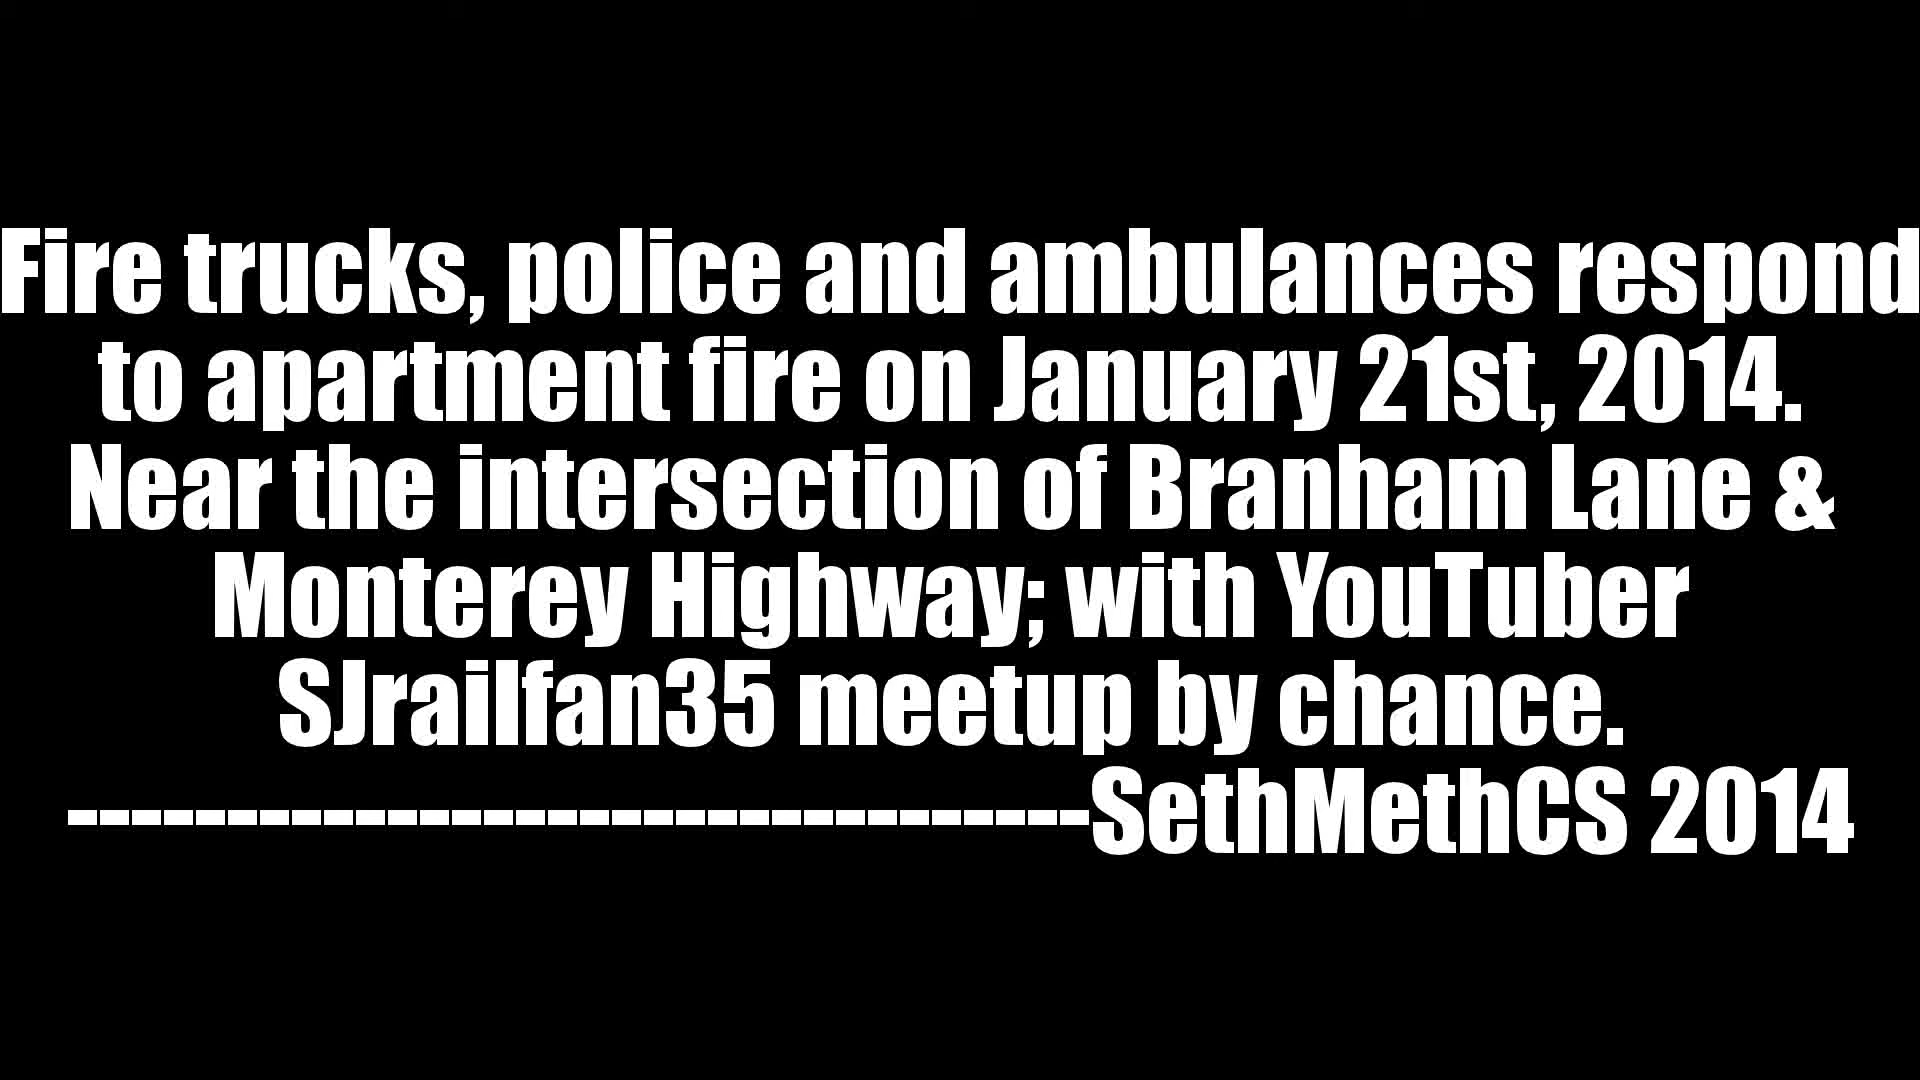 Fire trucks, police and ambulances respond
to apartment fire on January 21st, 2014.
Near the intersection of Branham Lane &
Monterey Highway; with YouTuber
SJrailfan35 meetup by chance.
--------------------------------SethMethCS 2014